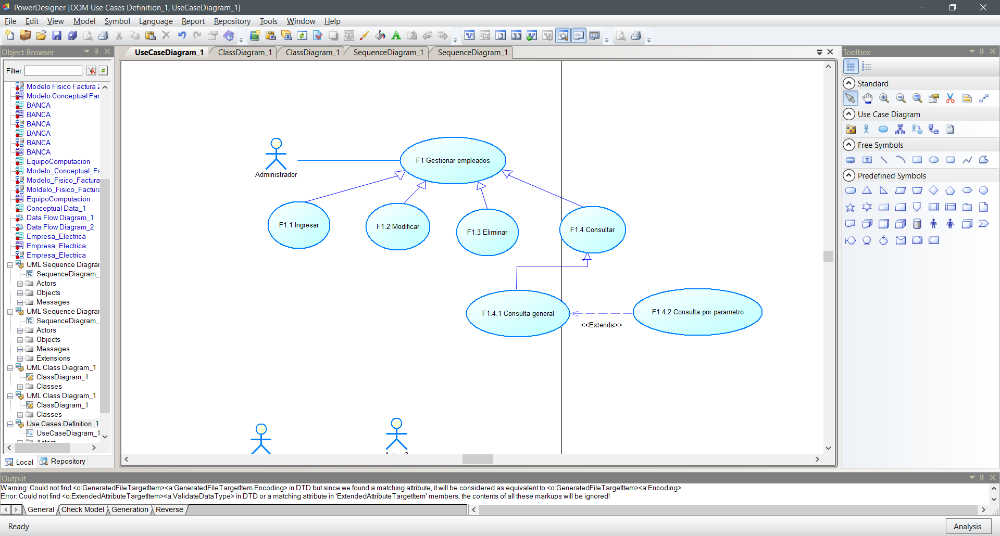 PowerDesigner [OOM Use Cases Definition_1, UseCaseDiagram_1]
File Edit View Model Symbol Language Report Repository Tools Window Help
Object Browser
Filter:
Modelo Fisico Factura 2
Modelo Conceptual Fac
BANCA
BANCA
BANCA
BANCA
BANCA
BANCA
EquipoComputacion
Modelo_Conceptual_Fa
Modelo_Fisico_Factura
Moldelo_Fisico_Factura
EquipoComputacion
Conceptual Data_1
Data Flow Diagram_1
Data Flow Diagram_2
Empresa_Electrica
Empresa_Electrica
Empresa_Electrica
UML Sequence Diagrar
SequenceDiagram_
Actors
Objects
Messages
UML Sequence Diagrar
SequenceDiagram_
Actors
Objects
Messages
Extensions
UML Class Diagram_1
ClassDiagram_1
Classes
UML Class Diagram_1
ClassDiagram_1
Classes
Use Cases Definition_1
UseCaseDiagram_1
Local Repository
UseCaseDiagram_1 ClassDiagram_1 ClassDiagram_1 SequenceDiagram_1 SequenceDiagram_1
Administrador
F1 Gestionar empleados
F1.1 Ingresar
F1.2 Modificar
F1.3 Eliminar
F1.4 Consultar
F1.4.1 Consulta general
<<Extends>>
F1.4.2 Consulta por parametro
Toolbox
Standard
Use Case Diagram
Free Symbols
Predefined Symbols
Output
Warning: Could not find <o:GeneratedFileTargetItem><a:GeneratedFileTargetItem.Encoding> in DTD but since we found a matching attribute, it will be considered as equivalent to <o:GeneratedFileTargetItem><a:Encoding>
Error: Could not find <o:ExtendedAttributeTargetItem><a:ValidateDataType> in DTD or a matching attribute in 'ExtendedAttributeTargetItem' members, the contents of all these markups will be ignored!
General Check Model Generation Reverse
Ready
Analysis